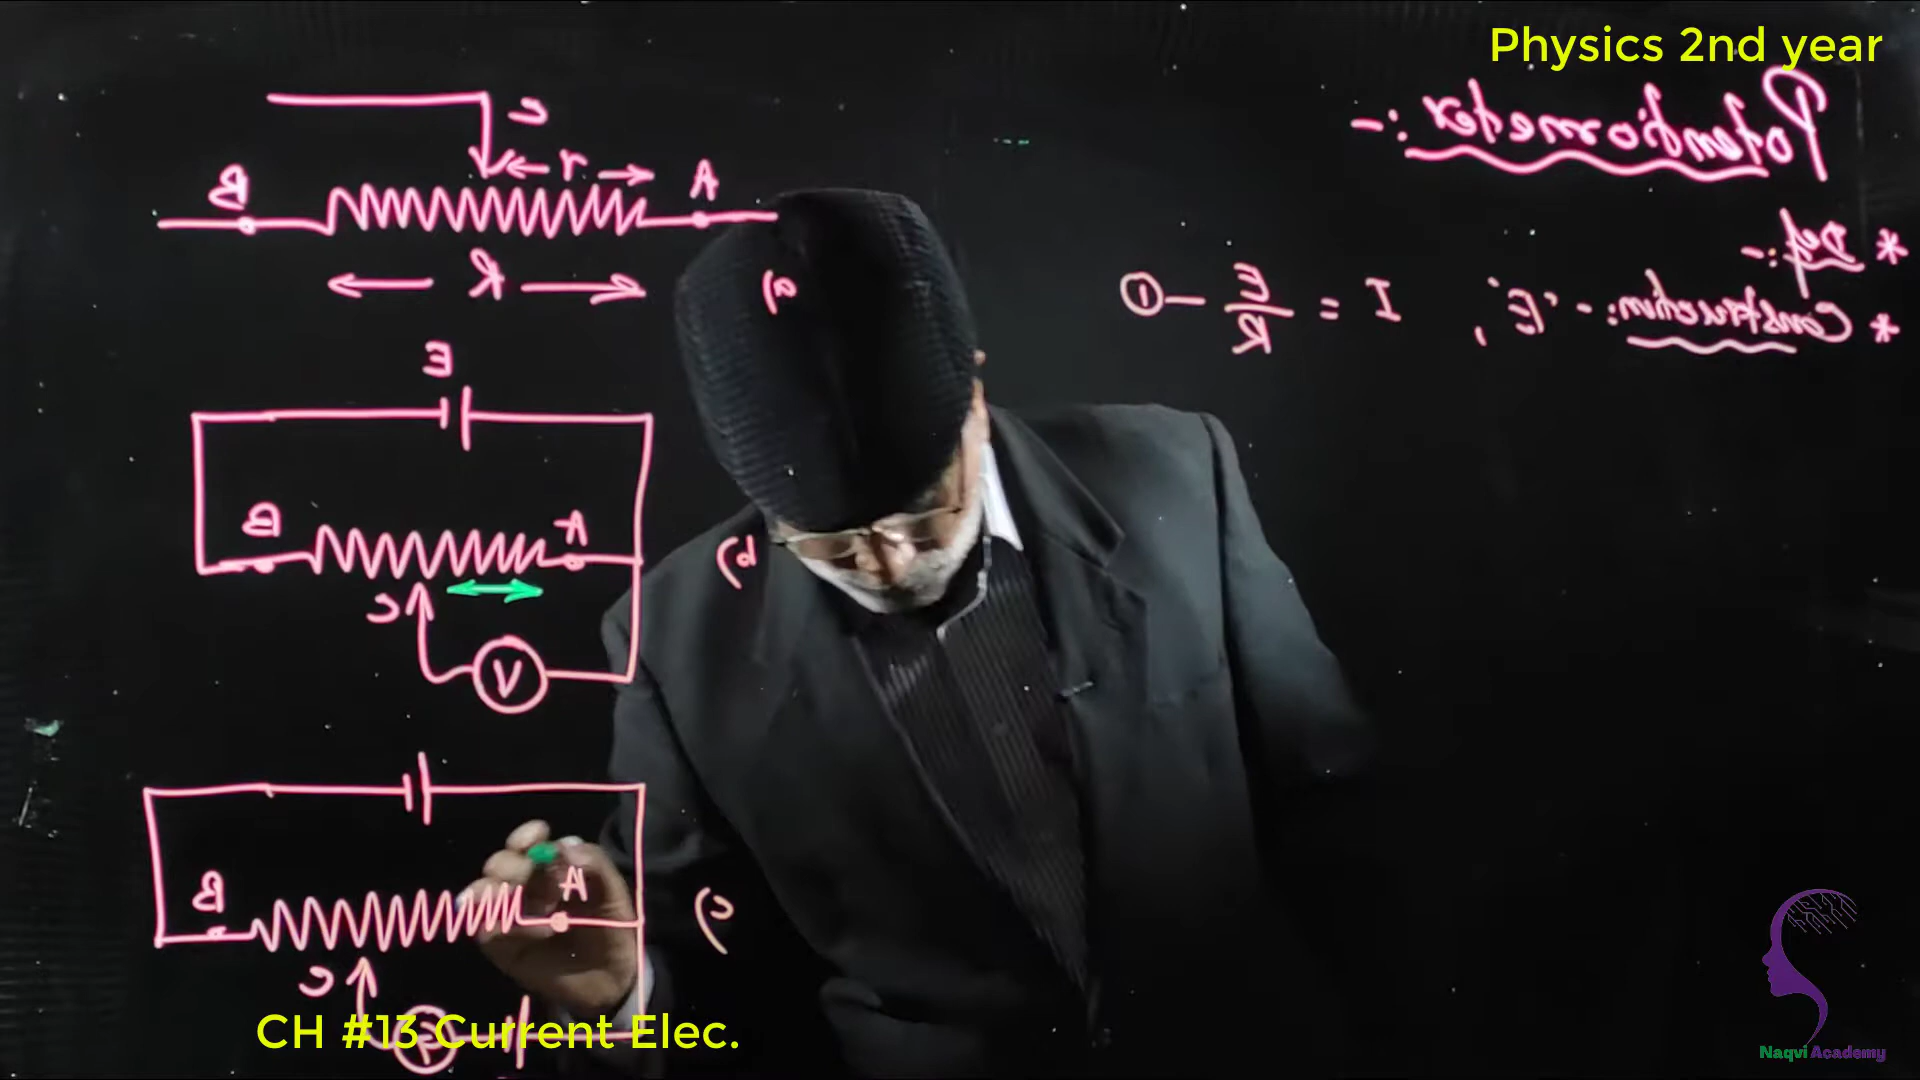 Physics 2nd year
Potentiometer:-
* Def:-
* Construction:- 'E', I = E/R — ①
C
← r →
B A
← R →
a)
E
B A
C
V
b)
B A
C
c)
CH #13 Current Elec.
Naqvi Academy